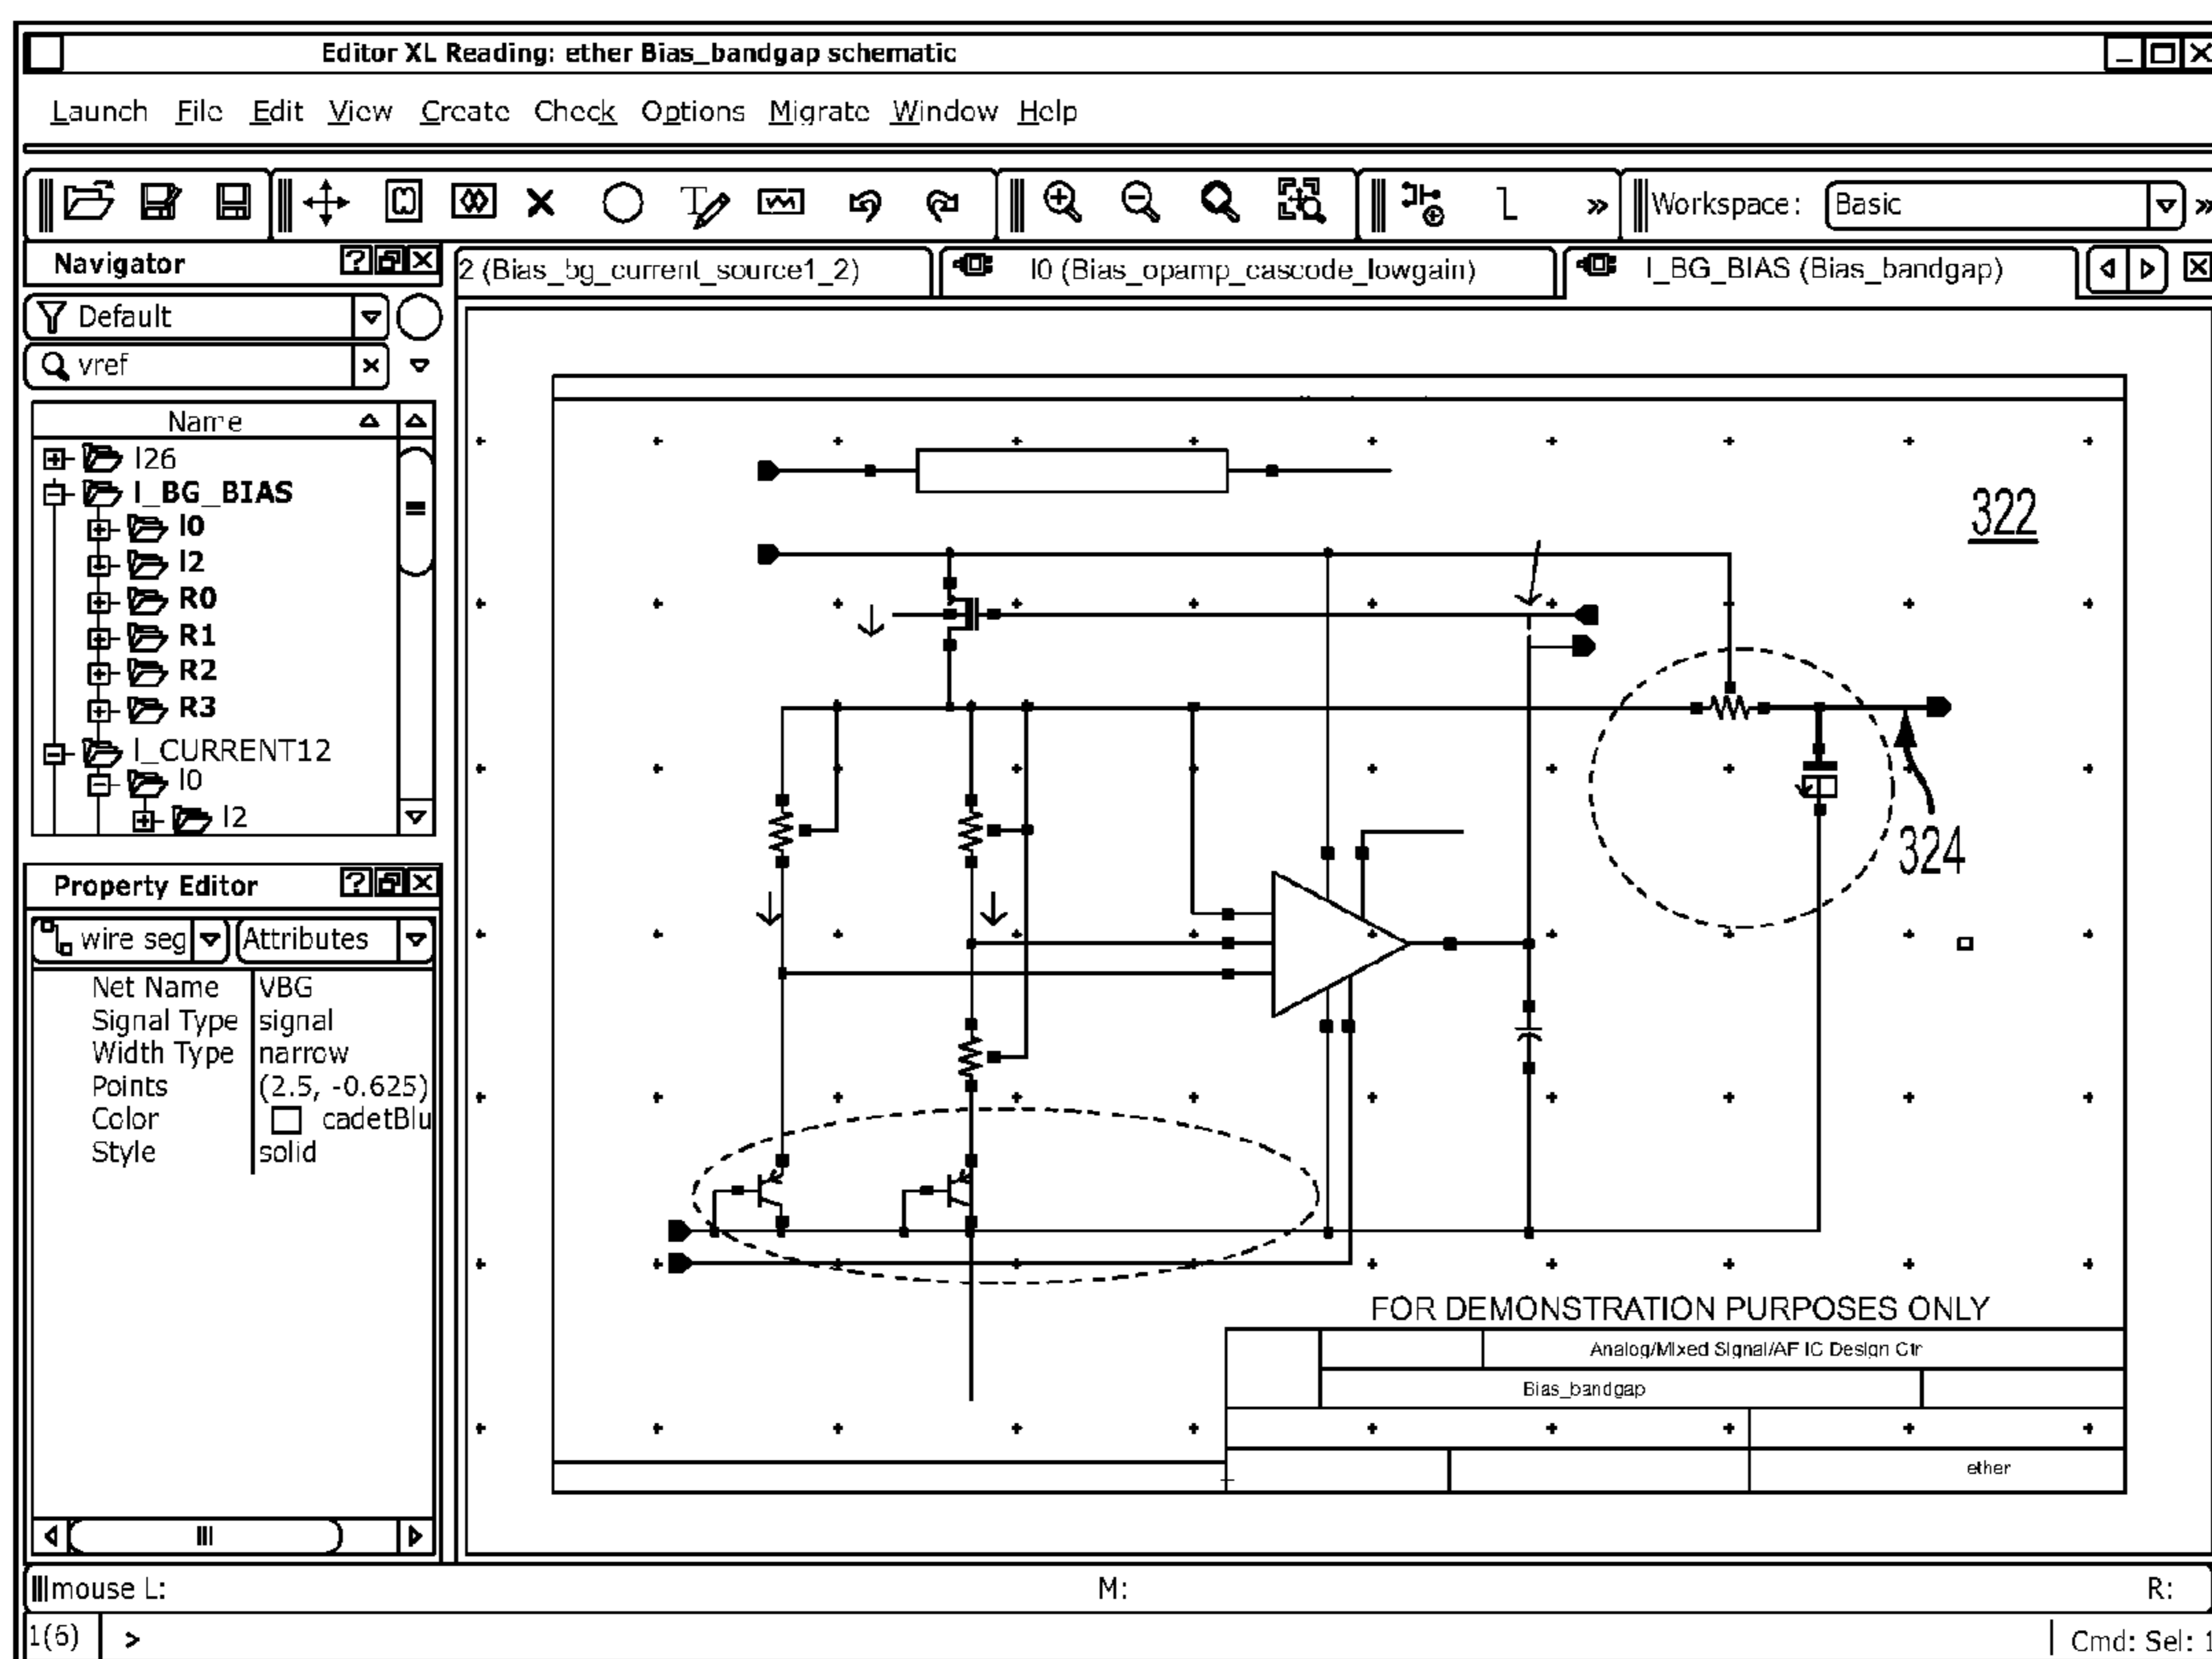 Editor XL Reading: ether Bias_bandgap schematic
Launch File Edit View Create Check Options Migrate Window Help
Workspace: Basic
Navigator
2 (Bias_bg_current_source1_2)
I0 (Bias_opamp_cascode_lowgain)
I_BG_BIAS (Bias_bandgap)
Default
vref
Name
I26
I_BG_BIAS
I0
I2
R0
R1
R2
R3
I_CURRENT12
I0
I2
322
324
Property Editor
wire seg Attributes
Net Name VBG
Signal Type signal
Width Type narrow
Points (2.5, -0.625)
Color cadetBlu
Style solid
FOR DEMONSTRATION PURPOSES ONLY
Analog/Mixed Signal/AF IC Design Ctr
Bias_bandgap
ether
mouse L: M: R:
1(6) > Cmd: Sel: 1